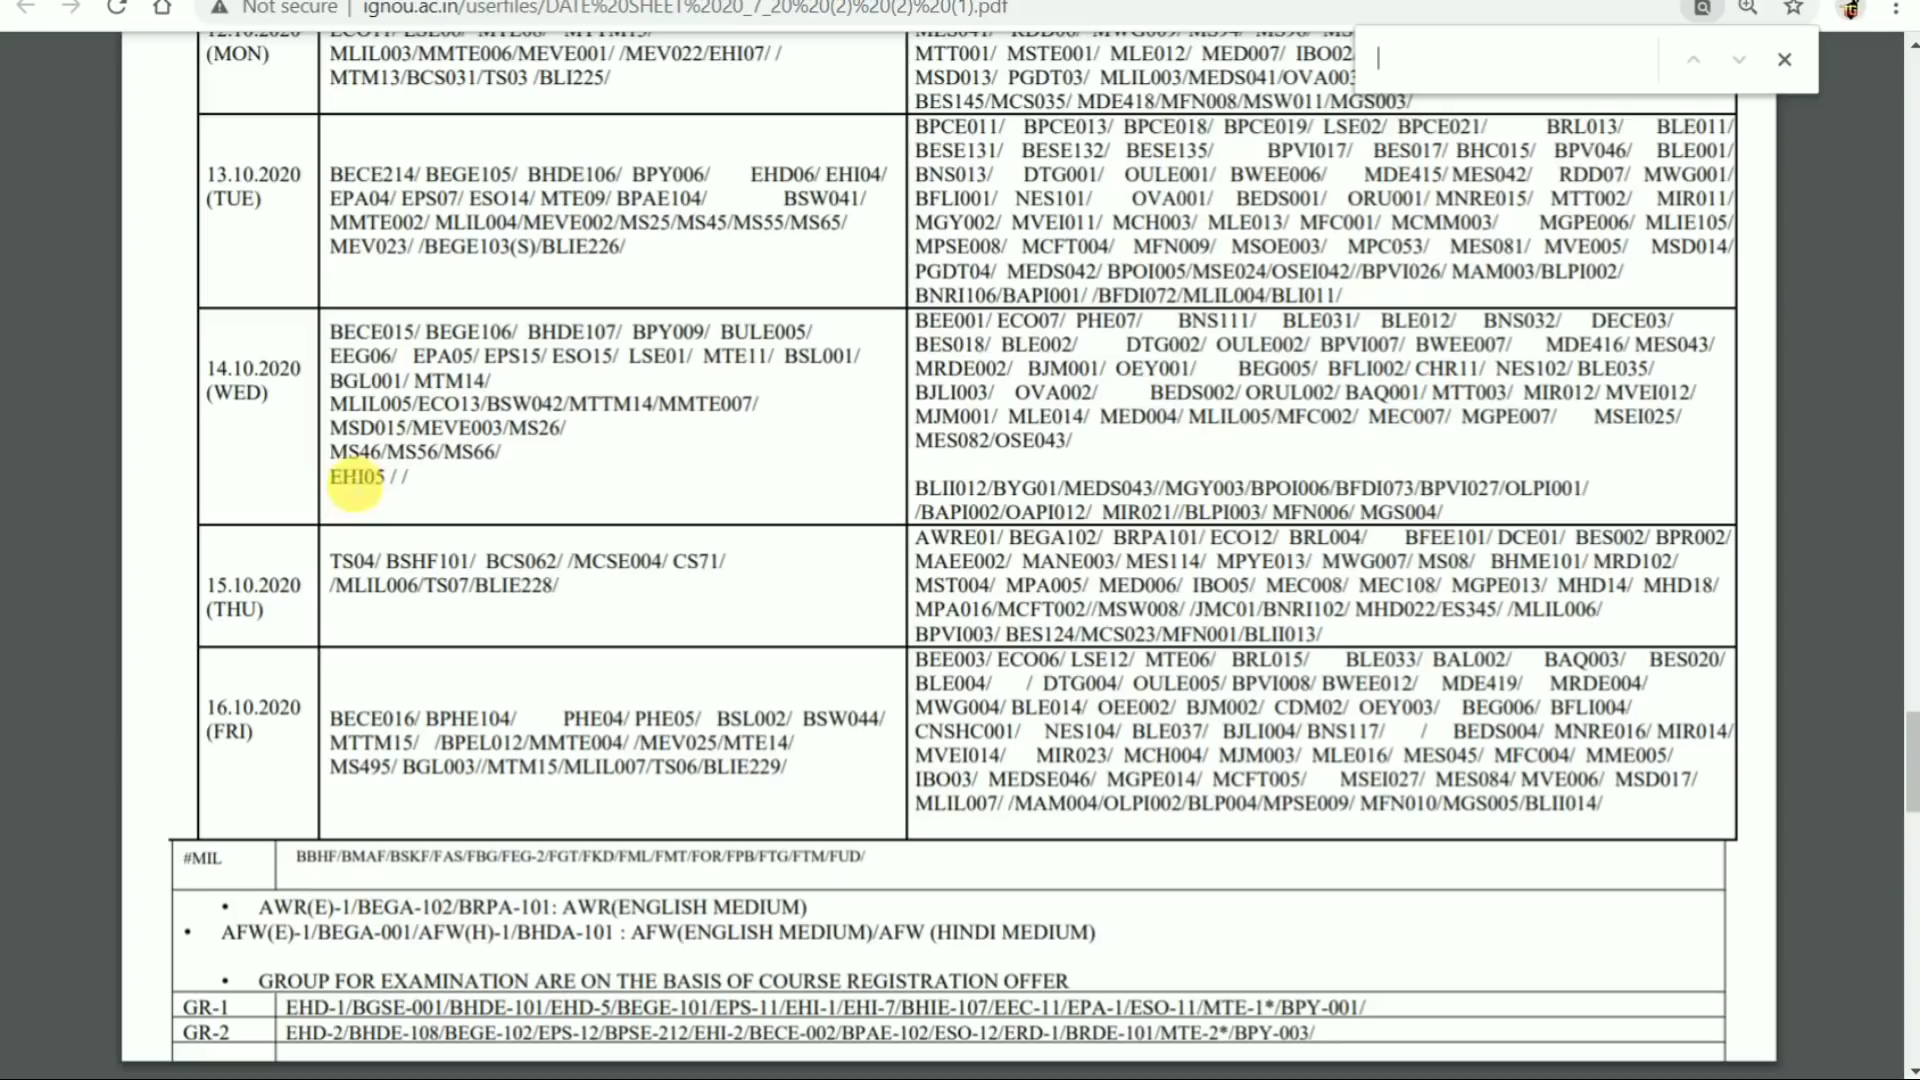 Not secure | ignou.ac.in/userfiles/DATE%20SHEET%2020_7_20%20(2)%20(2)%20(1).pdf
(MON)
MLIL003/MMTE006/MEVE001/ /MEV022/EHI07/ /
MTM13/BCS031/TS03 /BLI225/
MTT001/ MSTE001/ MLE012/ MED007/ IBO02
MSD013/ PGDT03/ MLIL003/MEDS041/OVA003
BES145/MCS035/ MDE418/MFN008/MSW011/MGS003/
13.10.2020
(TUE)
BECE214/ BEGE105/ BHDE106/ BPY006/ EHD06/ EHI04/
EPA04/ EPS07/ ESO14/ MTE09/ BPAE104/ BSW041/
MMTE002/ MLIL004/MEVE002/MS25/MS45/MS55/MS65/
MEV023/ /BEGE103(S)/BLIE226/
BPCE011/ BPCE013/ BPCE018/ BPCE019/ LSE02/ BPCE021/ BRL013/ BLE011/
BESE131/ BESE132/ BESE135/ BPVI017/ BES017/ BHC015/ BPV046/ BLE001/
BNS013/ DTG001/ OULE001/ BWEE006/ MDE415/ MES042/ RDD07/ MWG001/
BFLI001/ NES101/ OVA001/ BEDS001/ ORU001/ MNRE015/ MTT002/ MIR011/
MGY002/ MVEI011/ MCH003/ MLE013/ MFC001/ MCMM003/ MGPE006/ MLIE105/
MPSE008/ MCFT004/ MFN009/ MSOE003/ MPC053/ MES081/ MVE005/ MSD014/
PGDT04/ MEDS042/ BPOI005/MSE024/OSEI042//BPVI026/ MAM003/BLPI002/
BNRI106/BAPI001/ /BFDI072/MLIL004/BLI011/
14.10.2020
(WED)
BECE015/ BEGE106/ BHDE107/ BPY009/ BULE005/
EEG06/ EPA05/ EPS15/ ESO15/ LSE01/ MTE11/ BSL001/
BGL001/ MTM14/
MLIL005/ECO13/BSW042/MTTM14/MMTE007/
MSD015/MEVE003/MS26/
MS46/MS56/MS66/
EHI05 / /
BEE001/ ECO07/ PHE07/ BNS111/ BLE031/ BLE012/ BNS032/ DECE03/
BES018/ BLE002/ DTG002/ OULE002/ BPVI007/ BWEE007/ MDE416/ MES043/
MRDE002/ BJM001/ OEY001/ BEG005/ BFLI002/ CHR11/ NES102/ BLE035/
BJLI003/ OVA002/ BEDS002/ ORUL002/ BAQ001/ MTT003/ MIR012/ MVEI012/
MJM001/ MLE014/ MED004/ MLIL005/MFC002/ MEC007/ MGPE007/ MSEI025/
MES082/OSE043/
BLII012/BYG01/MEDS043//MGY003/BPOI006/BFDI073/BPVI027/OLPI001/
/BAPI002/OAPI012/ MIR021//BLPI003/ MFN006/ MGS004/
15.10.2020
(THU)
TS04/ BSHF101/ BCS062/ /MCSE004/ CS71/
/MLIL006/TS07/BLIE228/
AWRE01/ BEGA102/ BRPA101/ ECO12/ BRL004/ BFEE101/ DCE01/ BES002/ BPR002/
MAEE002/ MANE003/ MES114/ MPYE013/ MWG007/ MS08/ BHME101/ MRD102/
MST004/ MPA005/ MED006/ IBO05/ MEC008/ MEC108/ MGPE013/ MHD14/ MHD18/
MPA016/MCFT002//MSW008/ /JMC01/BNRI102/ MHD022/ES345/ /MLIL006/
BPVI003/ BES124/MCS023/MFN001/BLII013/
16.10.2020
(FRI)
BECE016/ BPHE104/ PHE04/ PHE05/ BSL002/ BSW044/
MTTM15/ /BPEL012/MMTE004/ /MEV025/MTE14/
MS495/ BGL003//MTM15/MLIL007/TS06/BLIE229/
BEE003/ ECO06/ LSE12/ MTE06/ BRL015/ BLE033/ BAL002/ BAQ003/ BES020/
BLE004/ / DTG004/ OULE005/ BPVI008/ BWEE012/ MDE419/ MRDE004/
MWG004/ BLE014/ OEE002/ BJM002/ CDM02/ OEY003/ BEG006/ BFLI004/
CNSHC001/ NES104/ BLE037/ BJLI004/ BNS117/ / BEDS004/ MNRE016/ MIR014/
MVEI014/ MIR023/ MCH004/ MJM003/ MLE016/ MES045/ MFC004/ MME005/
IBO03/ MEDSE046/ MGPE014/ MCFT005/ MSEI027/ MES084/ MVE006/ MSD017/
MLIL007/ /MAM004/OLPI002/BLP004/MPSE009/ MFN010/MGS005/BLII014/
#MIL BBHF/BMAF/BSKF/FAS/FBG/FEG-2/FGT/FKD/FML/FMT/FOR/FPB/FTG/FTM/FUD/
• AWR(E)-1/BEGA-102/BRPA-101: AWR(ENGLISH MEDIUM)
• AFW(E)-1/BEGA-001/AFW(H)-1/BHDA-101 : AFW(ENGLISH MEDIUM)/AFW (HINDI MEDIUM)
• GROUP FOR EXAMINATION ARE ON THE BASIS OF COURSE REGISTRATION OFFER
GR-1 EHD-1/BGSE-001/BHDE-101/EHD-5/BEGE-101/EPS-11/EHI-1/EHI-7/BHIE-107/EEC-11/EPA-1/ESO-11/MTE-1*/BPY-001/
GR-2 EHD-2/BHDE-108/BEGE-102/EPS-12/BPSE-212/EHI-2/BECE-002/BPAE-102/ESO-12/ERD-1/BRDE-101/MTE-2*/BPY-003/